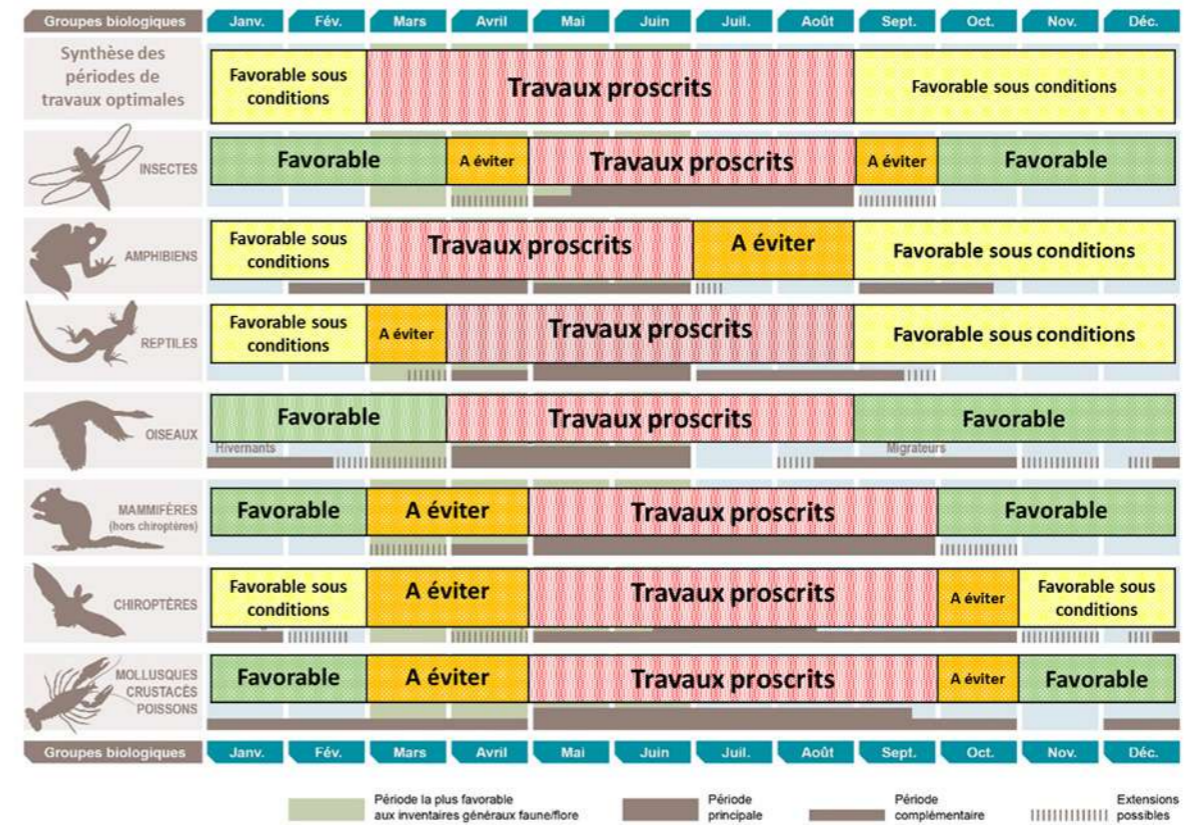 Groupes biologiques Janv. Fév. Mars Avril Mai Juin Juil. Août Sept. Oct. Nov. Déc.
Synthèse des
périodes de
travaux optimales
Favorable sous
conditions
Travaux proscrits
Favorable sous conditions
INSECTES
Favorable
A éviter
Travaux proscrits
A éviter
Favorable
AMPHIBIENS
Favorable sous
conditions
Travaux proscrits
A éviter
Favorable sous conditions
REPTILES
Favorable sous
conditions
A éviter
Travaux proscrits
Favorable sous conditions
OISEAUX
Favorable
Travaux proscrits
Favorable
Hivernants
Migrateurs
MAMMIFÈRES
(hors chiroptères)
Favorable
A éviter
Travaux proscrits
Favorable
CHIROPTÈRES
Favorable sous
conditions
A éviter
Travaux proscrits
A éviter
Favorable sous
conditions
MOLLUSQUES
CRUSTACÉS
POISSONS
Favorable
A éviter
Travaux proscrits
A éviter
Favorable
Groupes biologiques Janv. Fév. Mars Avril Mai Juin Juil. Août Sept. Oct. Nov. Déc.
Période la plus favorable
aux inventaires généraux faune/flore
Période
principale
Période
complémentaire
Extensions
possibles